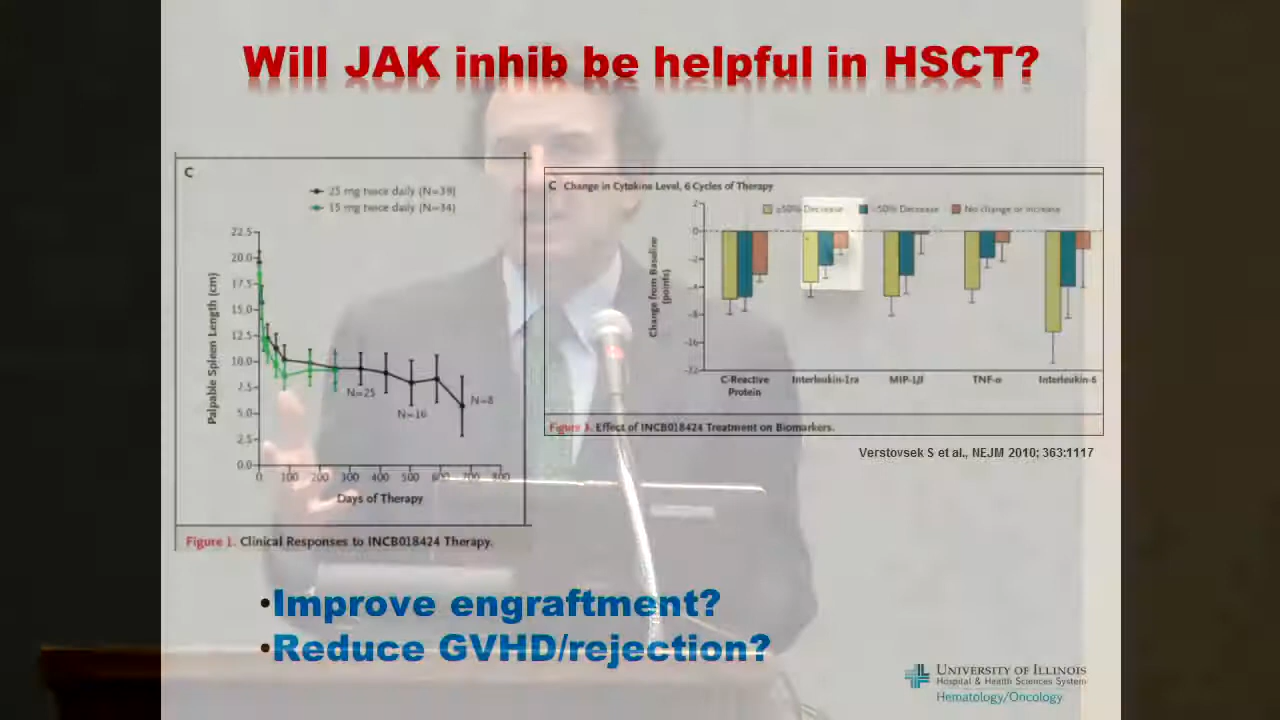 Will JAK inhib be helpful in HSCT?
C
25 mg twice daily (N=39)
15 mg twice daily (N=34)
22.5
20.0
17.5
15.0
12.5
10.0
7.5
5.0
2.5
0.0
Palpable Spleen Length (cm)
N=25
N=16
N=8
0 100 200 300 400 500 600 700 800
Days of Therapy
Figure 1. Clinical Responses to INCB018424 Therapy.
C Change in Cytokine Level, 6 Cycles of Therapy
≥50% Decrease <50% Decrease No change or increase
2
0
-2
-4
Change from Baseline
(points)
C-Reactive
Protein
Interleukin-1ra
MIP-1β
TNF-α
Interleukin-6
Figure 3. Effect of INCB018424 Treatment on Biomarkers.
Verstovsek S et al., NEJM 2010; 363:1117
•Improve engraftment?
•Reduce GVHD/rejection?
UNIVERSITY OF ILLINOIS
Hospital & Health Sciences System
Hematology/Oncology